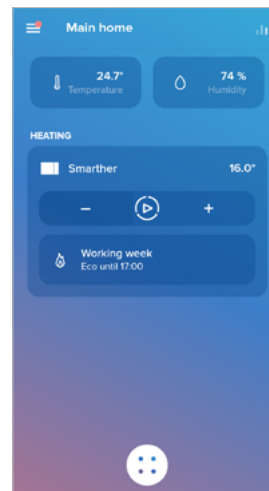 Main home
24.7°
Temperature
74 %
Humidity
HEATING
Smarther 16.0°
− +
Working week
Eco until 17:00